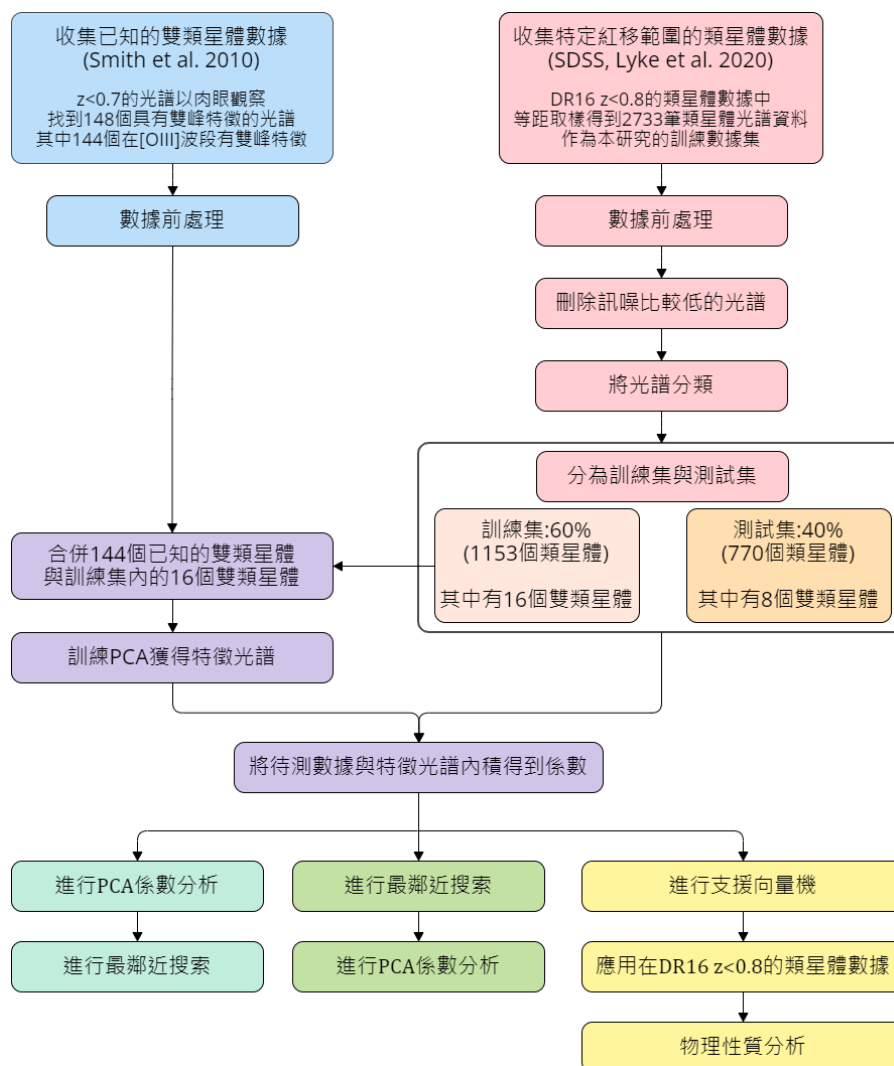 收集已知的雙類星體數據
(Smith et al. 2010)
z<0.7的光譜以肉眼觀察
找到148個具有雙峰特徵的光譜
其中144個在[OIII]波段有雙峰特徵
數據前處理
收集特定紅移範圍的類星體數據
(SDSS, Lyke et al. 2020)
DR16 z<0.8的類星體數據中
等距取樣得到2733筆類星體光譜資料
作為本研究的訓練數據集
數據前處理
刪除訊噪比較低的光譜
將光譜分類
分為訓練集與測試集
訓練集:60%
(1153個類星體)
其中有16個雙類星體
測試集:40%
(770個類星體)
其中有8個雙類星體
合併144個已知的雙類星體
與訓練集內的16個雙類星體
訓練PCA獲得特徵光譜
將待測數據與特徵光譜內積得到係數
進行PCA係數分析
進行最鄰近搜索
進行最鄰近搜索
進行PCA係數分析
進行支援向量機
應用在DR16 z<0.8的類星體數據
物理性質分析